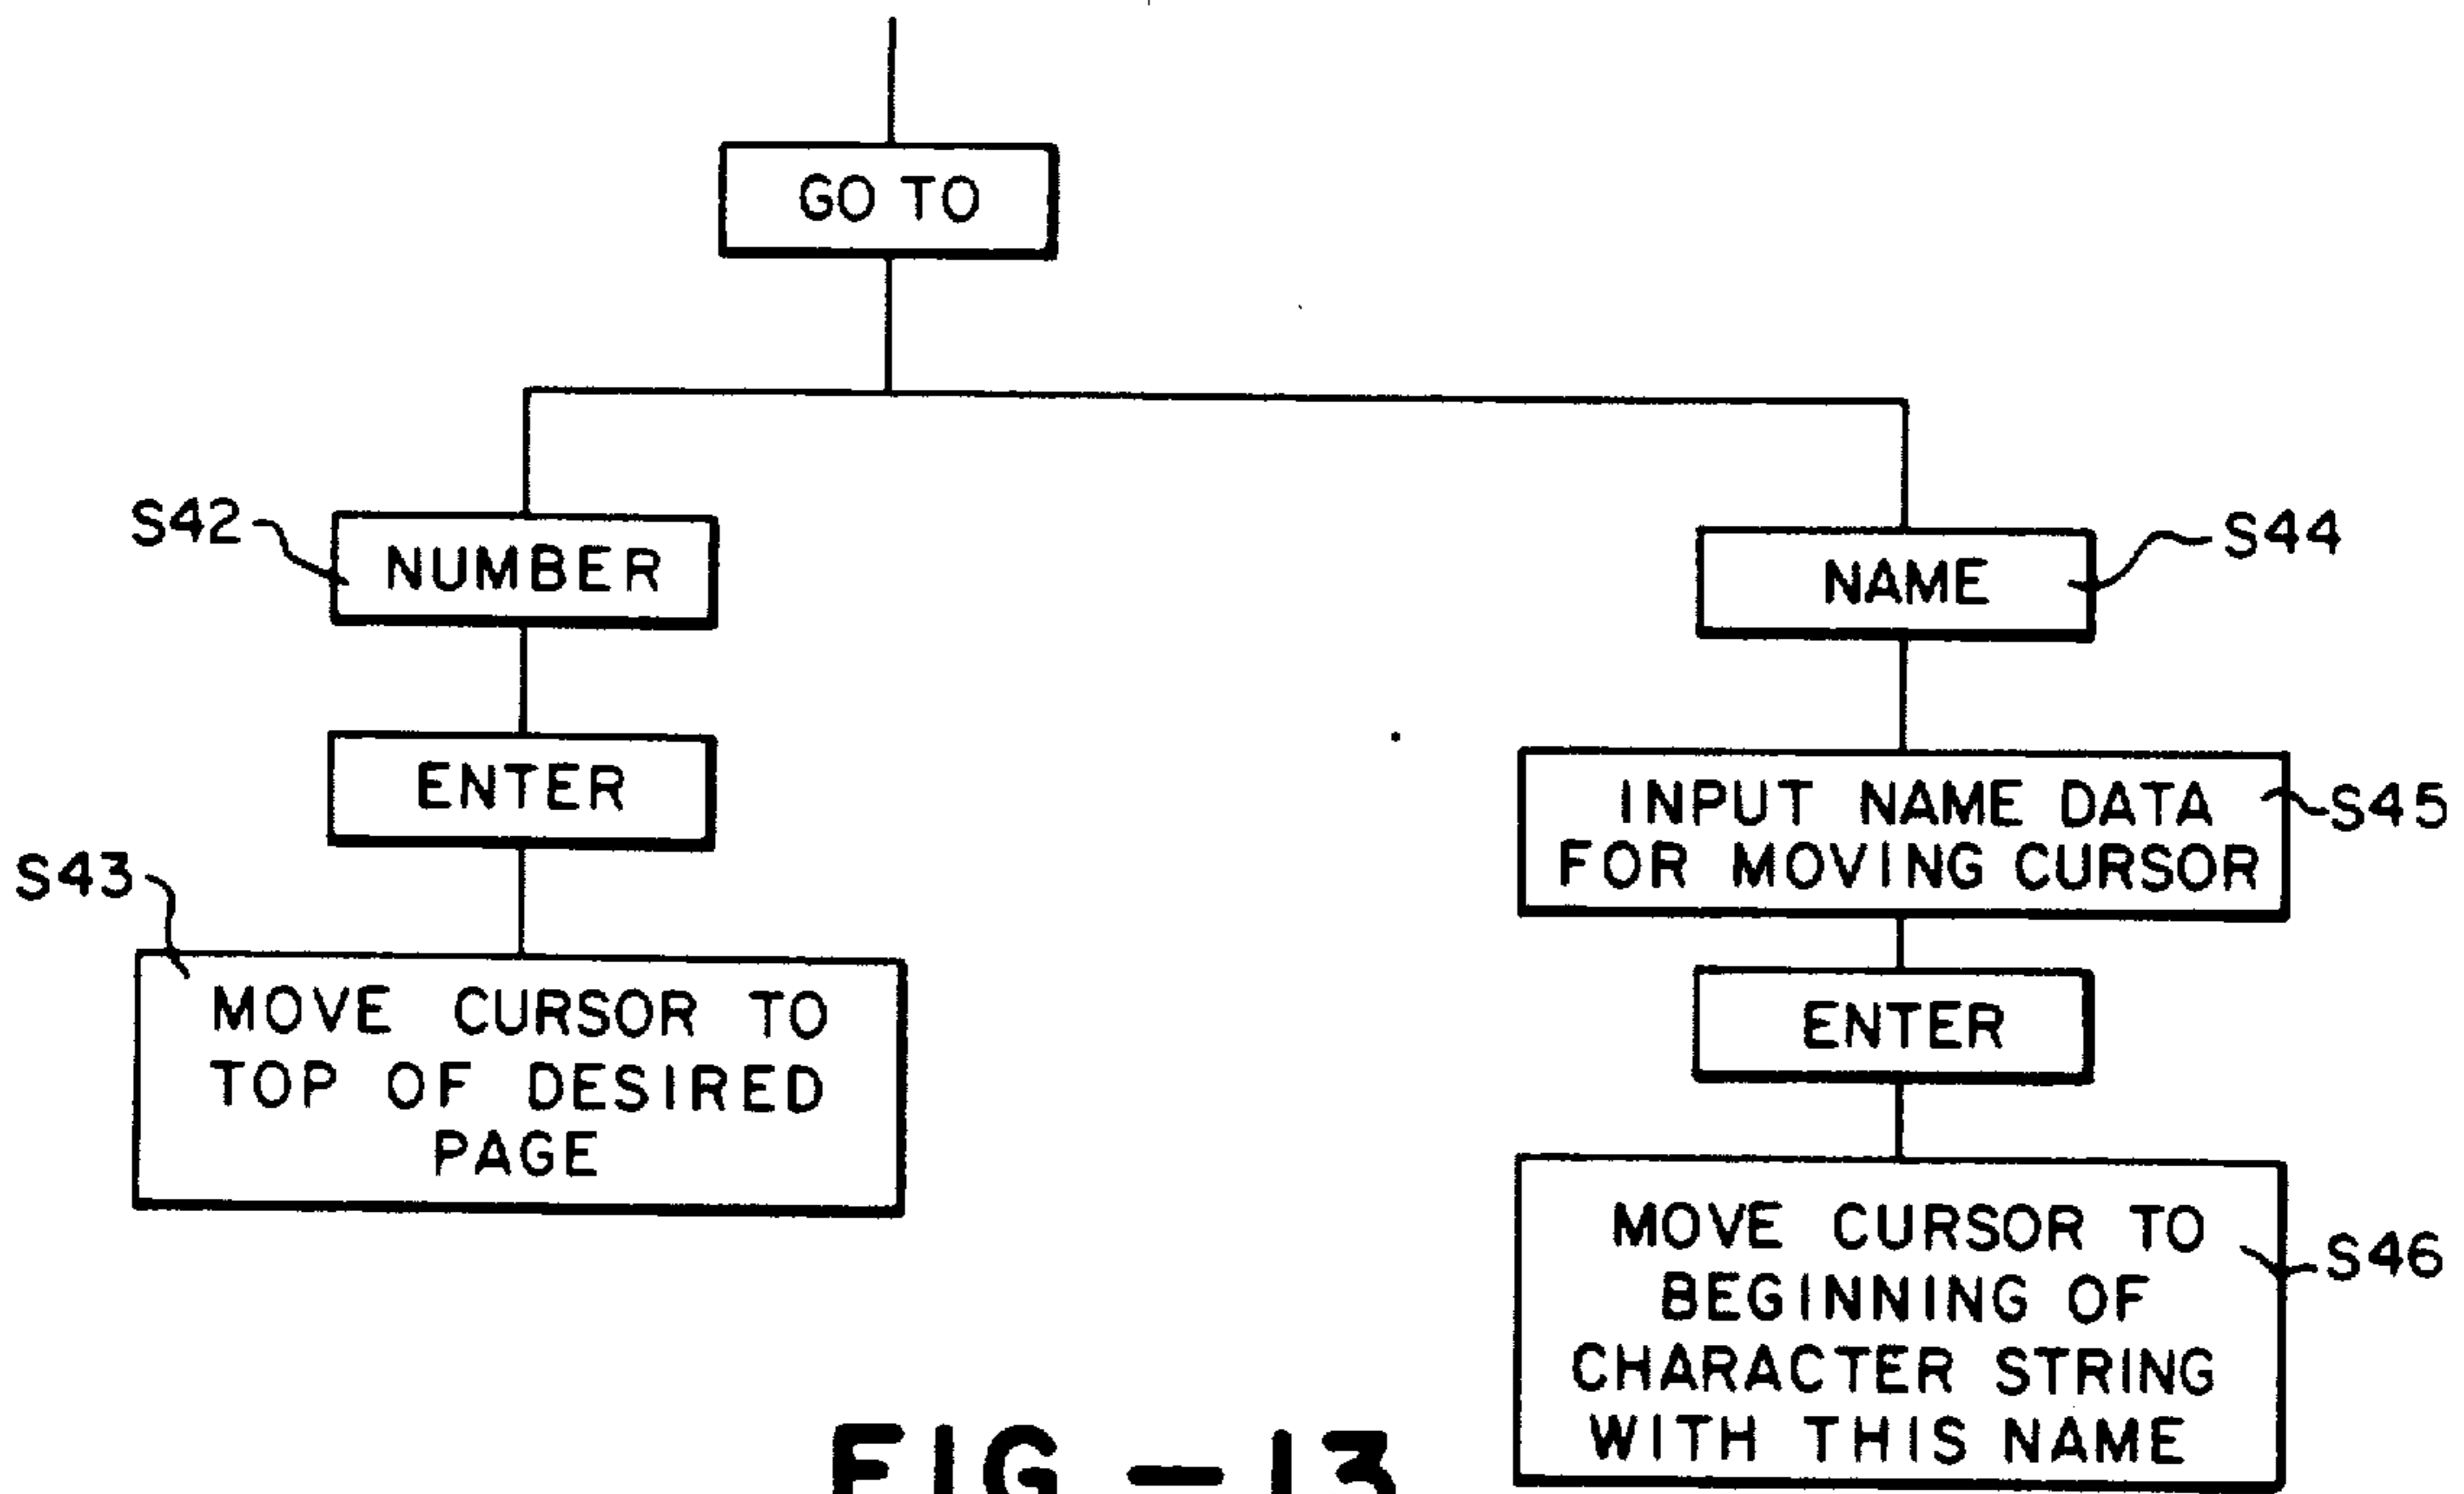 GO TO
S42
NUMBER
ENTER
S43
MOVE CURSOR TO
TOP OF DESIRED
PAGE
NAME
S44
INPUT NAME DATA
FOR MOVING CURSOR
S45
ENTER
MOVE CURSOR TO
BEGINNING OF
CHARACTER STRING
WITH THIS NAME
S46
FIG-13